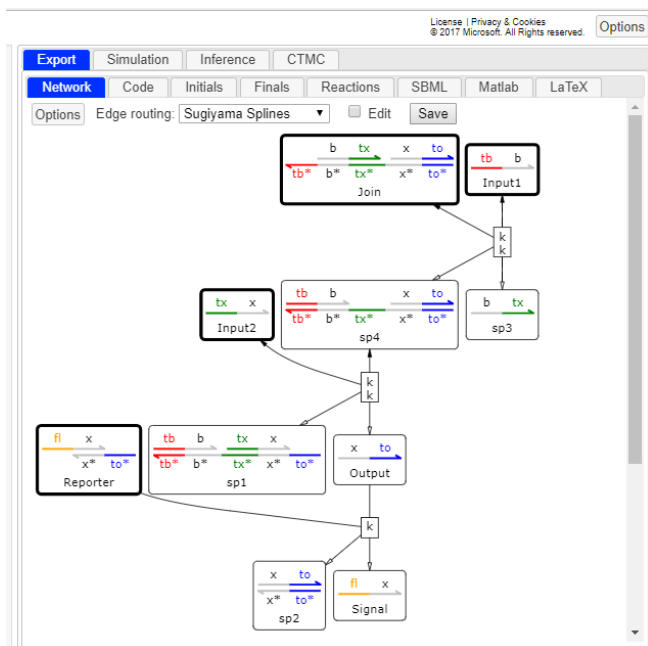 License | Privacy & Cookies
© 2017 Microsoft. All Rights reserved.
Options
Export Simulation Inference CTMC
Network Code Initials Finals Reactions SBML Matlab LaTeX
Options Edge routing: Sugiyama Splines Edit Save
b tx x to
tb* b* tx* x* to*
Join
tb b
Input1
k
k
tx x
Input2
tb b x to
tb* b* tx* x* to*
sp4
b tx
sp3
k
k
fl x
x* to*
Reporter
tb b tx x
tb* b* tx* x* to*
sp1
x to
Output
k
x to
x* to*
sp2
fl x
Signal